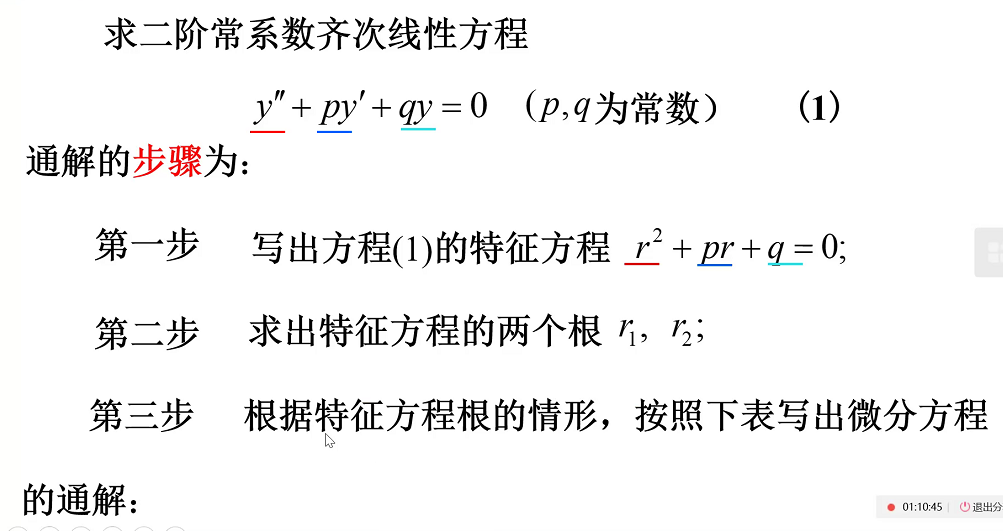 求二阶常系数齐次线性方程
y″ + py′ + qy = 0 （p,q为常数） (1)
通解的步骤为：
第一步 写出方程(1)的特征方程 r² + pr + q = 0;
第二步 求出特征方程的两个根 r₁, r₂;
第三步 根据特征方程根的情形，按照下表写出微分方程
的通解：
01:10:45 退出分